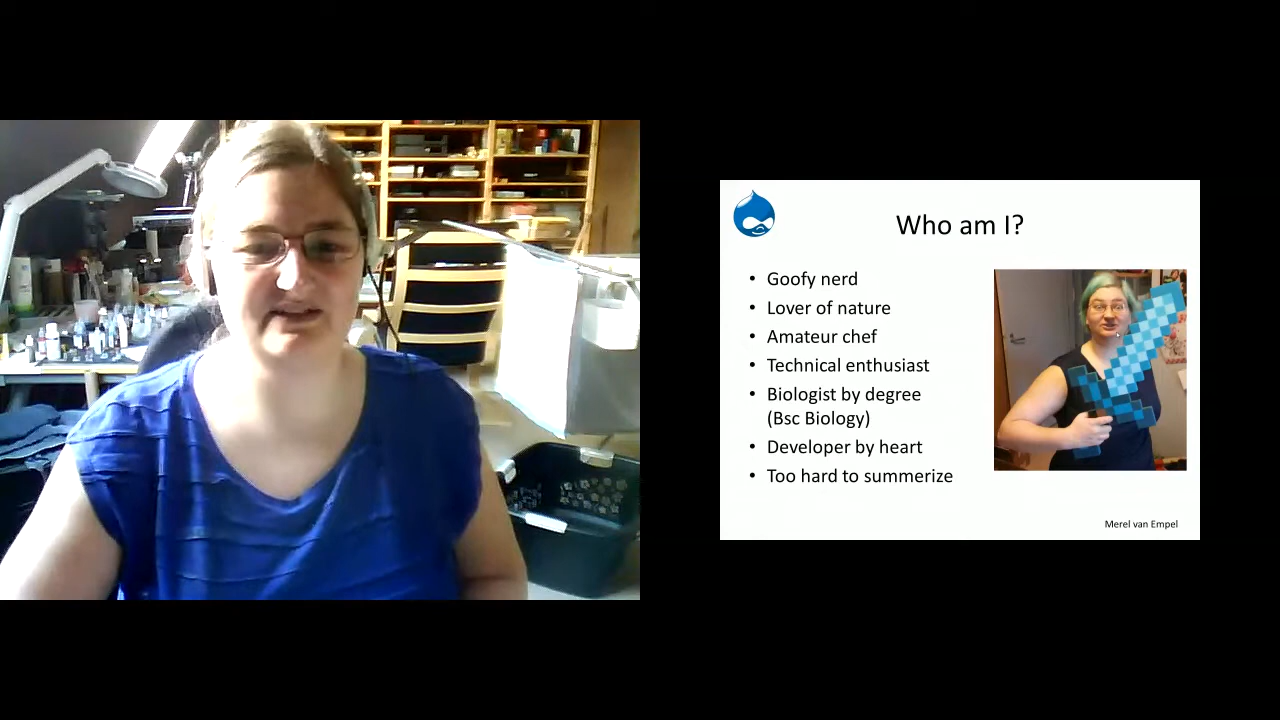 Who am I?
• Goofy nerd
• Lover of nature
• Amateur chef
• Technical enthusiast
• Biologist by degree
(Bsc Biology)
• Developer by heart
• Too hard to summerize
Merel van Empel